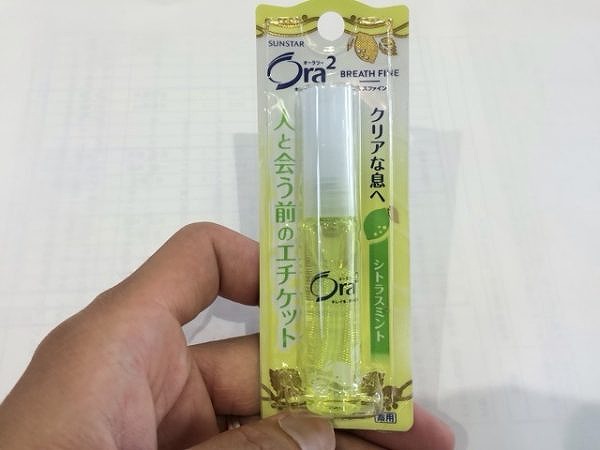 SUNSTAR
オーラツー
Ora2
BREATH FINE
人と会う前のエチケット
クリアな息へ
シトラスミント
Ora